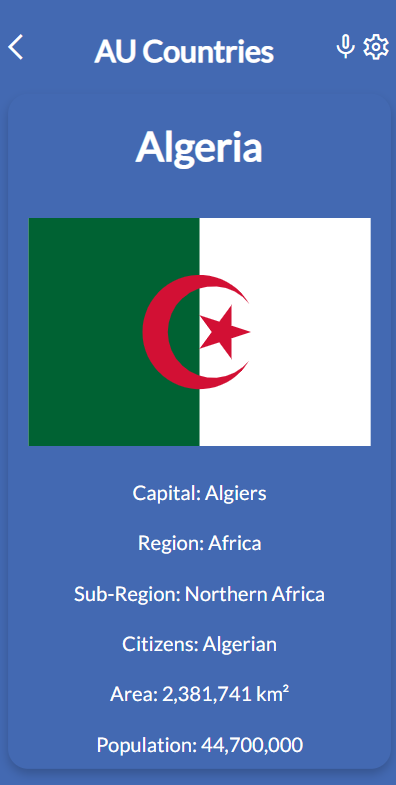 AU Countries
Algeria
Capital: Algiers
Region: Africa
Sub-Region: Northern Africa
Citizens: Algerian
Area: 2,381,741 km²
Population: 44,700,000